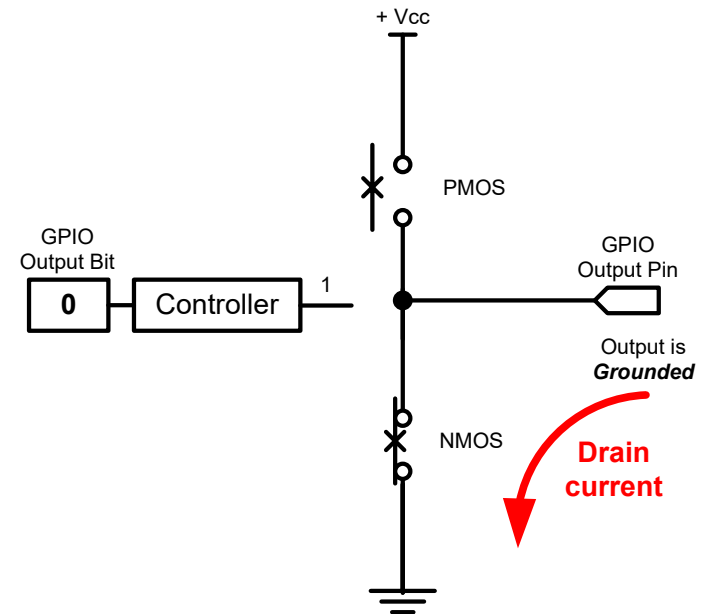 + Vcc
PMOS
GPIO
Output Bit
0
Controller
1
GPIO
Output Pin
Output is
Grounded
NMOS
Drain
current